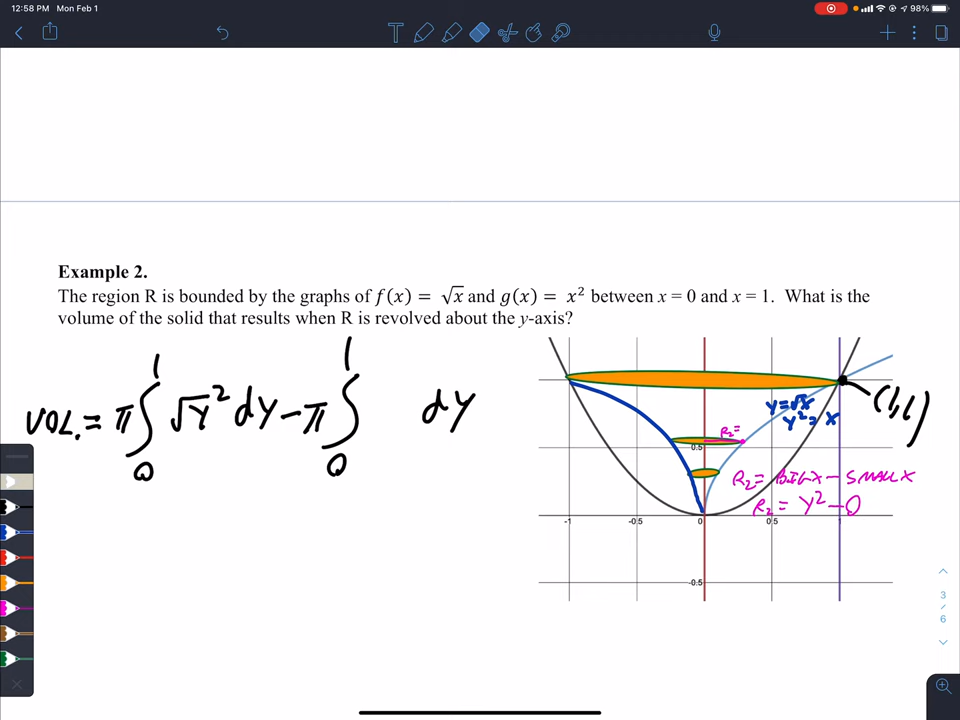 12:58 PM Mon Feb 1
98%
T
Example 2.
The region R is bounded by the graphs of f(x) = √x and g(x) = x² between x = 0 and x = 1. What is the
volume of the solid that results when R is revolved about the y-axis?
VOL. = π∫₀¹ √Y² dY − π∫₀¹ dY
(1,1)
Y=√X
Y²= X
R₂=
0.5
R₂= BIG X − SMALL X
R₂= Y² − 0
-1
-0.5
0
0.5
1
-0.5
3
/
6